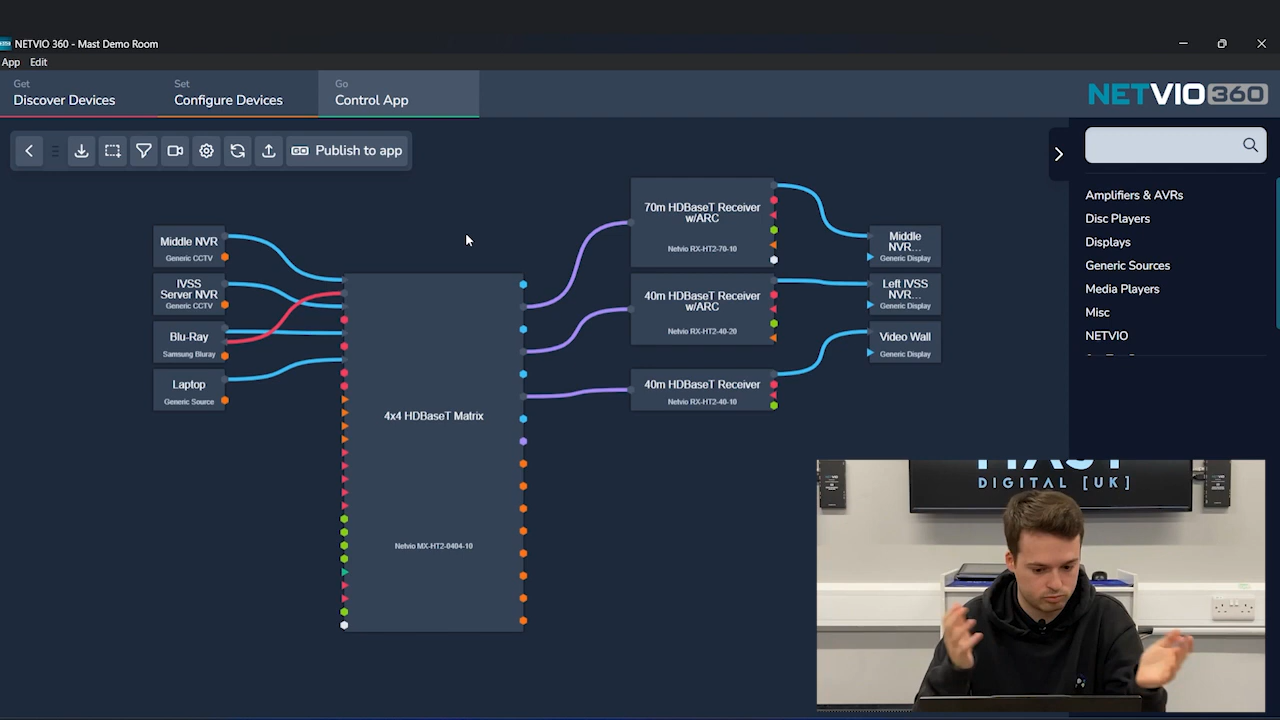 NETVIO 360 - Mast Demo Room
App Edit
Get
Discover Devices
Set
Configure Devices
Go
Control App
NETVIO 360
GO Publish to app
Amplifiers & AVRs
Disc Players
Displays
Generic Sources
Media Players
Misc
NETVIO
Middle NVR
Generic CCTV
IVSS
Server NVR
Generic CCTV
Blu-Ray
Samsung Bluray
Laptop
Generic Source
4x4 HDBaseT Matrix
Netvio MX-HT2-0404-10
70m HDBaseT Receiver
w/ARC
Netvio RX-HT2-70-10
40m HDBaseT Receiver
w/ARC
Netvio RX-HT2-40-20
40m HDBaseT Receiver
Netvio RX-HT2-40-10
Middle
NVR...
Generic Display
Left IVSS
NVR...
Generic Display
Video Wall
Generic Display
MAST
DIGITAL [UK]